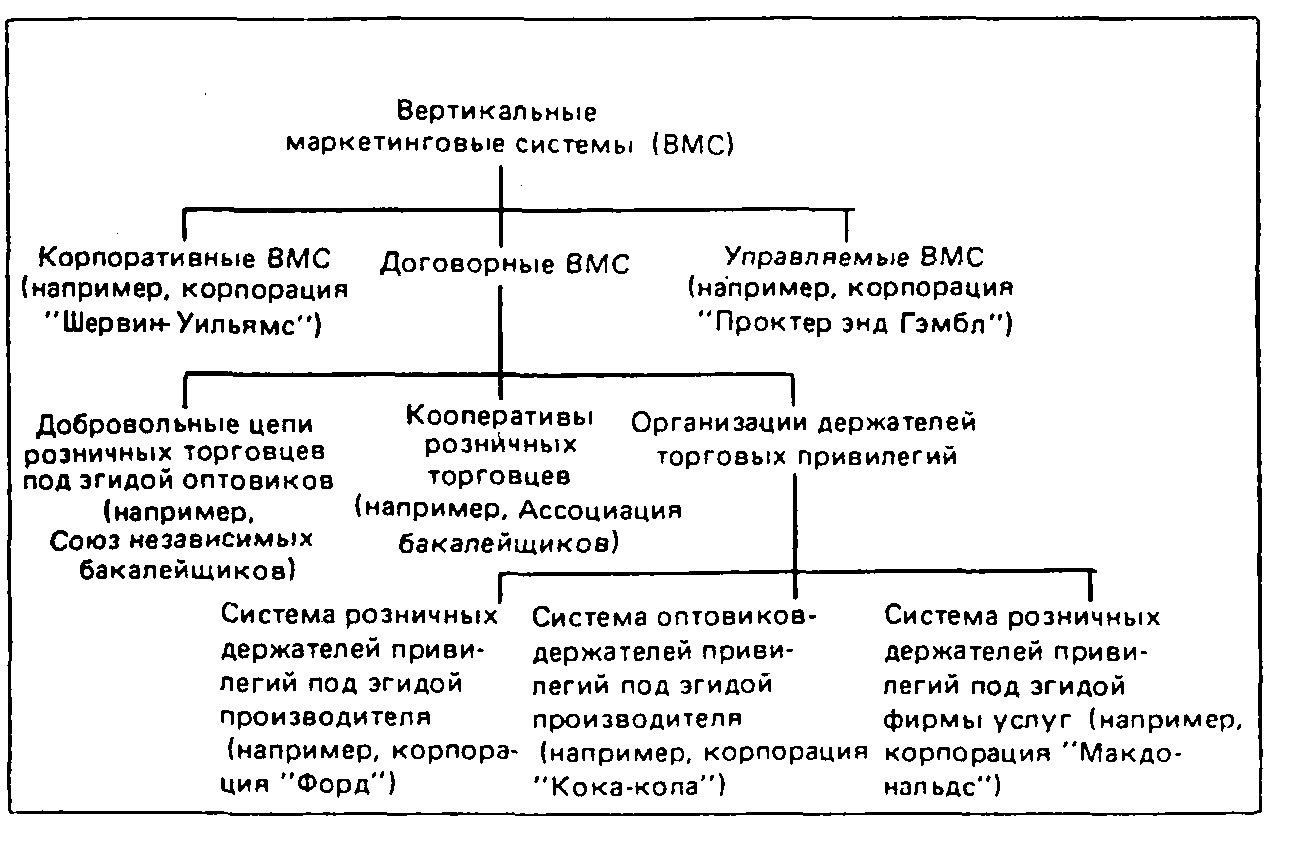 Вертикальные
маркетинговые системы (ВМС)
Корпоративные ВМС
(например, корпорация
"Шервин-Уильямс")
Договорные ВМС
Управляемые ВМС
(например, корпорация
"Проктер энд Гэмбл")
Добровольные цепи
розничных торговцев
под эгидой оптовиков
(например,
Союз независимых
бакалейщиков)
Кооперативы
розничных
торговцев
(например, Ассоциация
бакалейщиков)
Организации держателей
торговых привилегий
Система розничных
держателей приви-
легий под эгидой
производителя
(например, корпора-
ция "Форд")
Система оптовиков-
держателей приви-
легий под эгидой
производителя
(например, корпорация
"Кока-кола")
Система розничных
держателей приви-
легий под эгидой
фирмы услуг (например,
корпорация "Макдо-
нальдс")